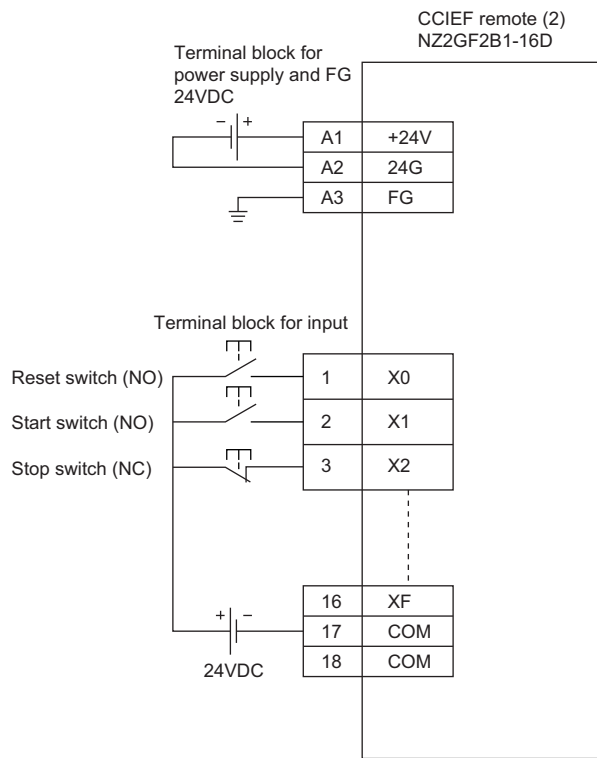 CCIEF remote (2)
NZ2GF2B1-16D
Terminal block for
power supply and FG
24VDC
− +
A1 +24V
A2 24G
A3 FG
Terminal block for input
Reset switch (NO) 1 X0
Start switch (NO) 2 X1
Stop switch (NC) 3 X2
16 XF
+ − 17 COM
18 COM
24VDC